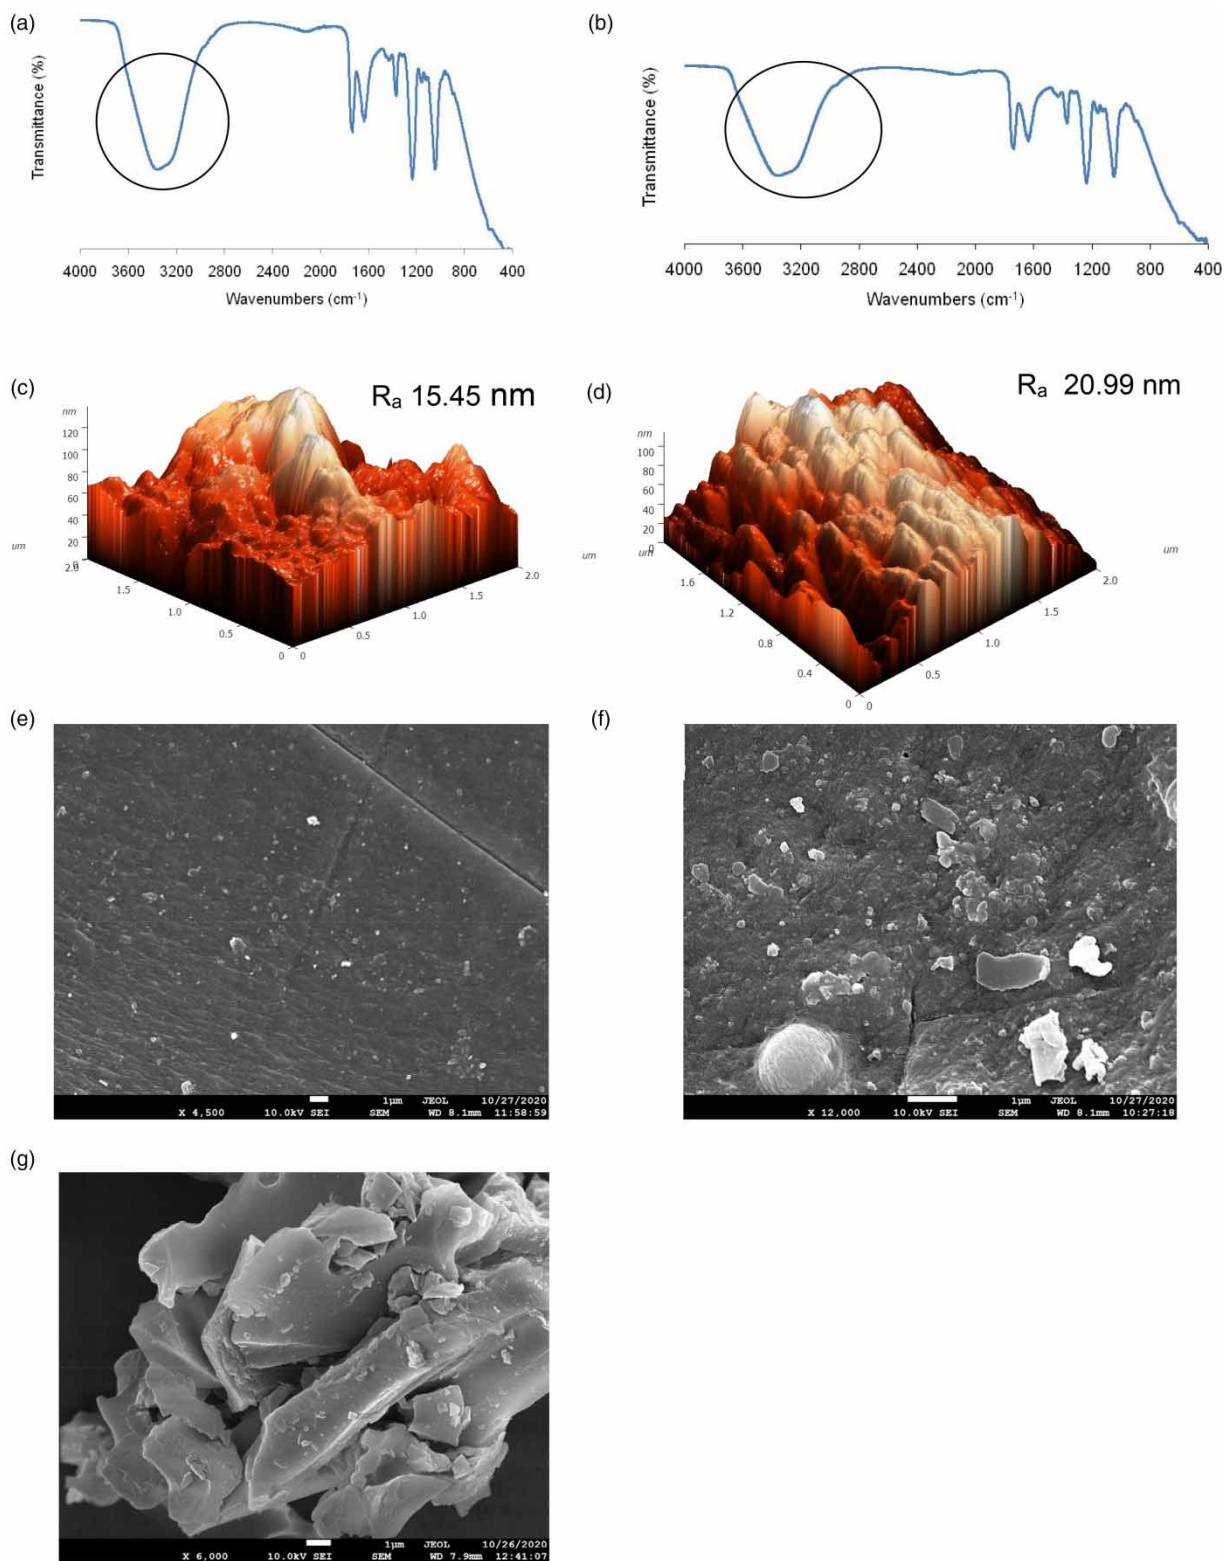 (a)
Transmittance (%)
4000 3600 3200 2800 2400 2000 1600 1200 800 400
Wavenumbers (cm-1)
(b)
Transmittance (%)
4000 3600 3200 2800 2400 2000 1600 1200 800 400
Wavenumbers (cm-1)
(c)
Ra 15.45 nm
nm
120
100
80
60
40
20
0
um
2.0
1.5
1.0
0.5
0
0
0.5
1.0
1.5
2.0
um
(d)
Ra 20.99 nm
nm
100
80
60
40
20
0
um
1.6
1.2
0.8
0.4
0
0
0.5
1.0
1.5
2.0
um
(e)
1μm JEOL 10/27/2020
X 4,500 10.0kV SEI SEM WD 8.1mm 11:58:59
(f)
1μm JEOL 10/27/2020
X 12,000 10.0kV SEI SEM WD 8.1mm 10:27:18
(g)
1μm JEOL 10/26/2020
X 6,000 10.0kV SEI SEM WD 7.9mm 12:41:07